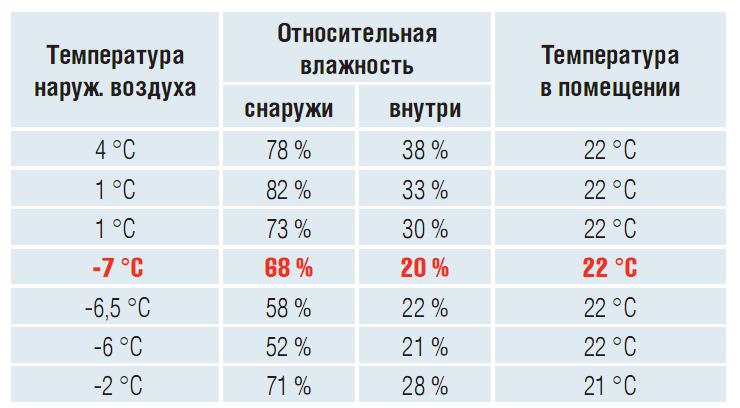 Температура
наруж. воздуха
Относительная
влажность
Температура
в помещении
снаружи внутри
4 °C 78 % 38 % 22 °C
1 °C 82 % 33 % 22 °C
1 °C 73 % 30 % 22 °C
-7 °C 68 % 20 % 22 °C
-6,5 °C 58 % 22 % 22 °C
-6 °C 52 % 21 % 22 °C
-2 °C 71 % 28 % 21 °C